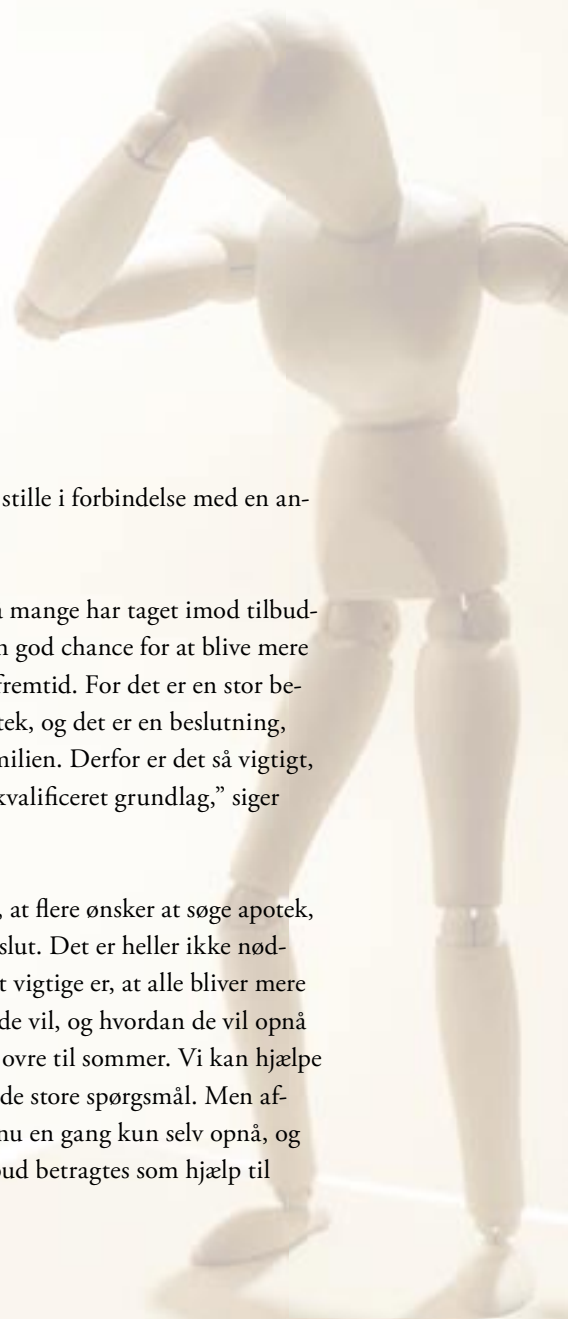 stille i forbindelse med en an-
mange har taget imod tilbud-
god chance for at blive mere
fremtid. For det er en stor be-
og det er en beslutning,
Derfor er det så vigtigt,
kvalificeret grundlag,” siger
, at flere ønsker at søge apotek,
Det er heller ikke nød-
vigtige er, at alle bliver mere
de vil, og hvordan de vil opnå
ovre til sommer. Vi kan hjælpe
de store spørgsmål. Men af-
nu en gang kun selv opnå, og
betragtes som hjælp til